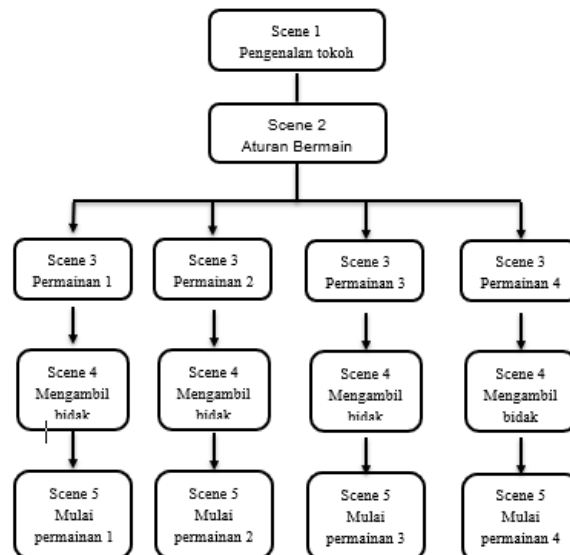 Scene 1
Pengenalan tokoh
Scene 2
Aturan Bermain
Scene 3
Permainan 1
Scene 3
Permainan 2
Scene 3
Permainan 3
Scene 3
Permainan 4
Scene 4
Mengambil
bidak
Scene 4
Mengambil
bidak
Scene 4
Mengambil
bidak
Scene 4
Mengambil
bidak
Scene 5
Mulai
permainan 1
Scene 5
Mulai
permainan 2
Scene 5
Mulai
permainan 3
Scene 5
Mulai
permainan 4